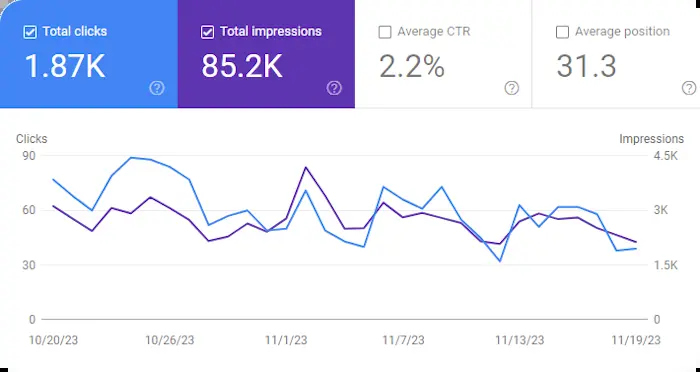 Total clicks
1.87K
Total impressions
85.2K
Average CTR
2.2%
Average position
31.3
Clicks
Impressions
90
4.5K
60
3K
30
1.5K
0
0
10/20/23
10/26/23
11/1/23
11/7/23
11/13/23
11/19/23